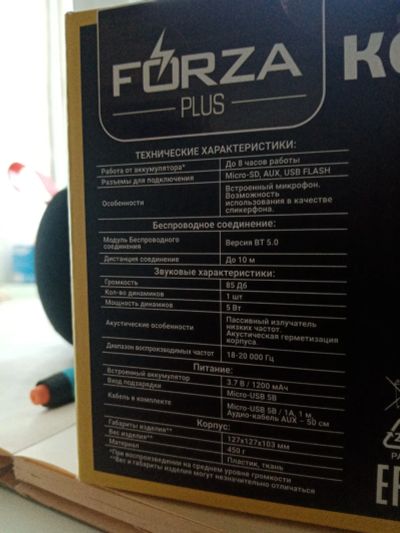 FORZA
PLUS
ТЕХНИЧЕСКИЕ ХАРАКТЕРИСТИКИ:
Работа от аккумулятора* До 8 часов работы
Разъемы для подключения Micro-SD, AUX, USB FLASH
Особенности Встроенный микрофон.
Возможность
использования в качестве
спикерфона.
Беспроводное соединение:
Модуль Беспроводного
соединения Версия BT 5.0
Дистанция соединения До 10 м
Звуковые характеристики:
Громкость 85 Дб
Кол-во динамиков 1 шт
Мощность динамиков 5 Вт
Акустические особенности Пассивный излучатель
низких частот.
Акустическая герметизация
корпуса.
Диапазон воспроизводимых частот 18-20 000 Гц
Питание:
Встроенный аккумулятор 3.7 В / 1200 мАч
Вход подзарядки Micro-USB 5В
Кабель в комплекте Micro-USB 5В / 1А, 1 м
Аудио-кабель AUX – 50 см
Корпус:
Габариты изделия** 127х127х103 мм
Вес изделия** 450 г
Материал Пластик, ткань
*При воспроизведении на среднем уровне громкости
**Вес и габариты изделия могут незначительно отличаться